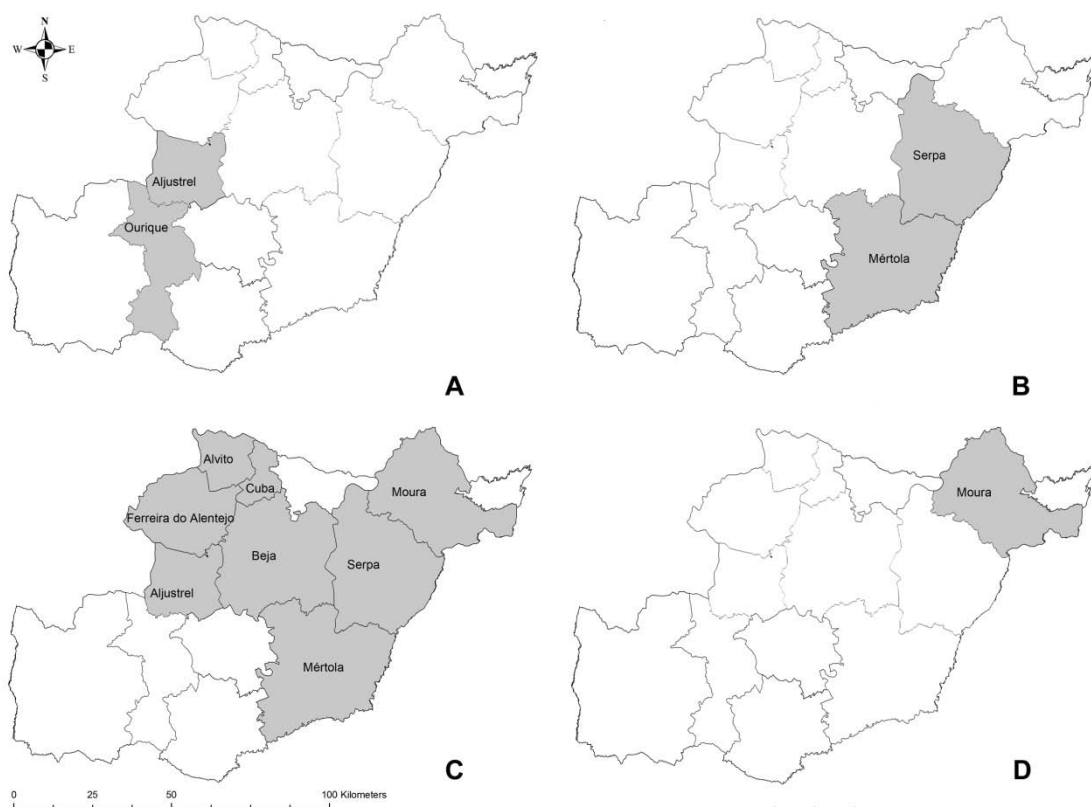 N
W E
S
Aljustrel
Ourique
A
Serpa
Mértola
B
Alvito
Cuba
Moura
Ferreira do Alentejo
Beja
Serpa
Aljustrel
Mértola
C
0 25 50 100 Kilometers
Moura
D